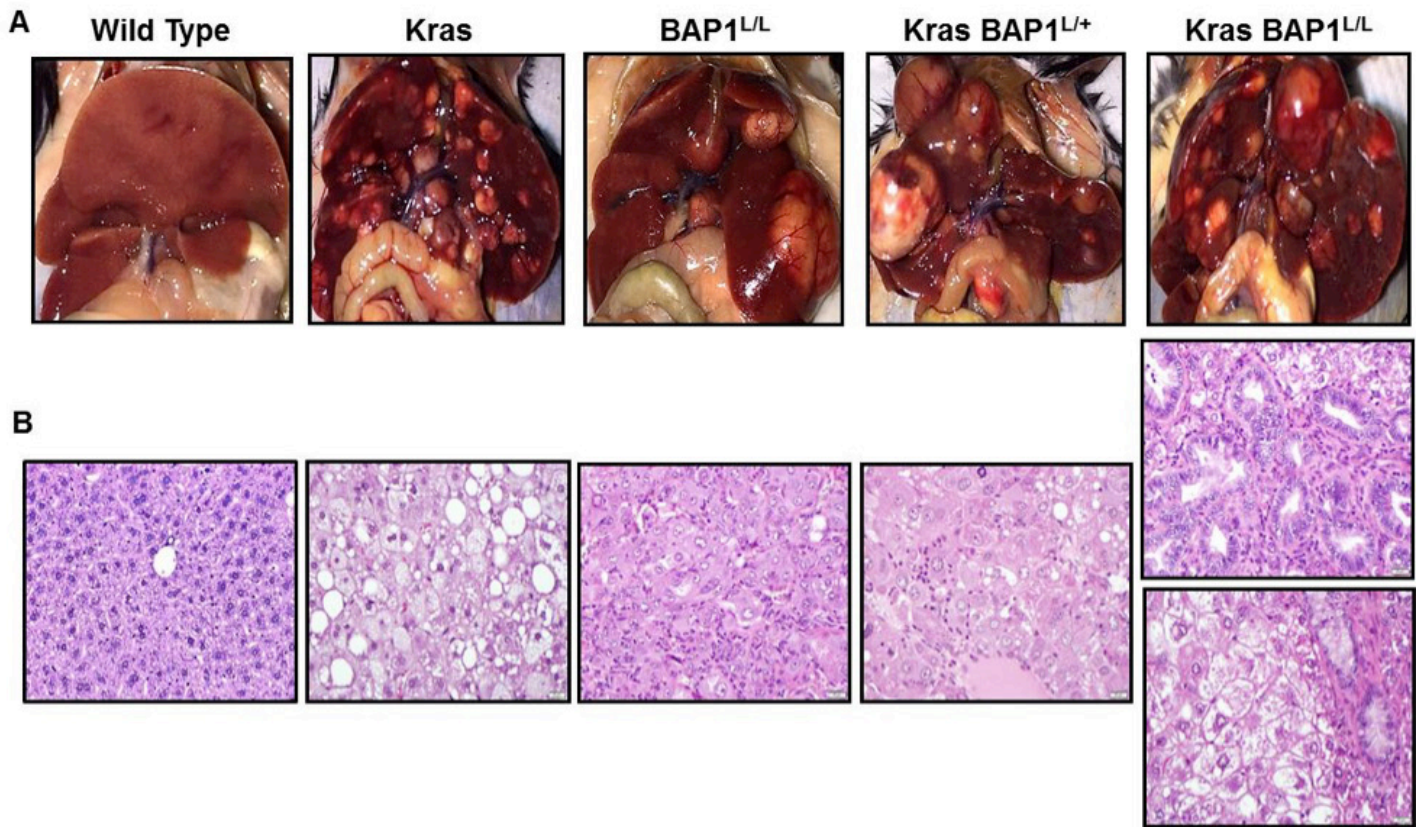 A
Wild Type
Kras
BAP1L/L
Kras BAP1L/+
Kras BAP1L/L
B